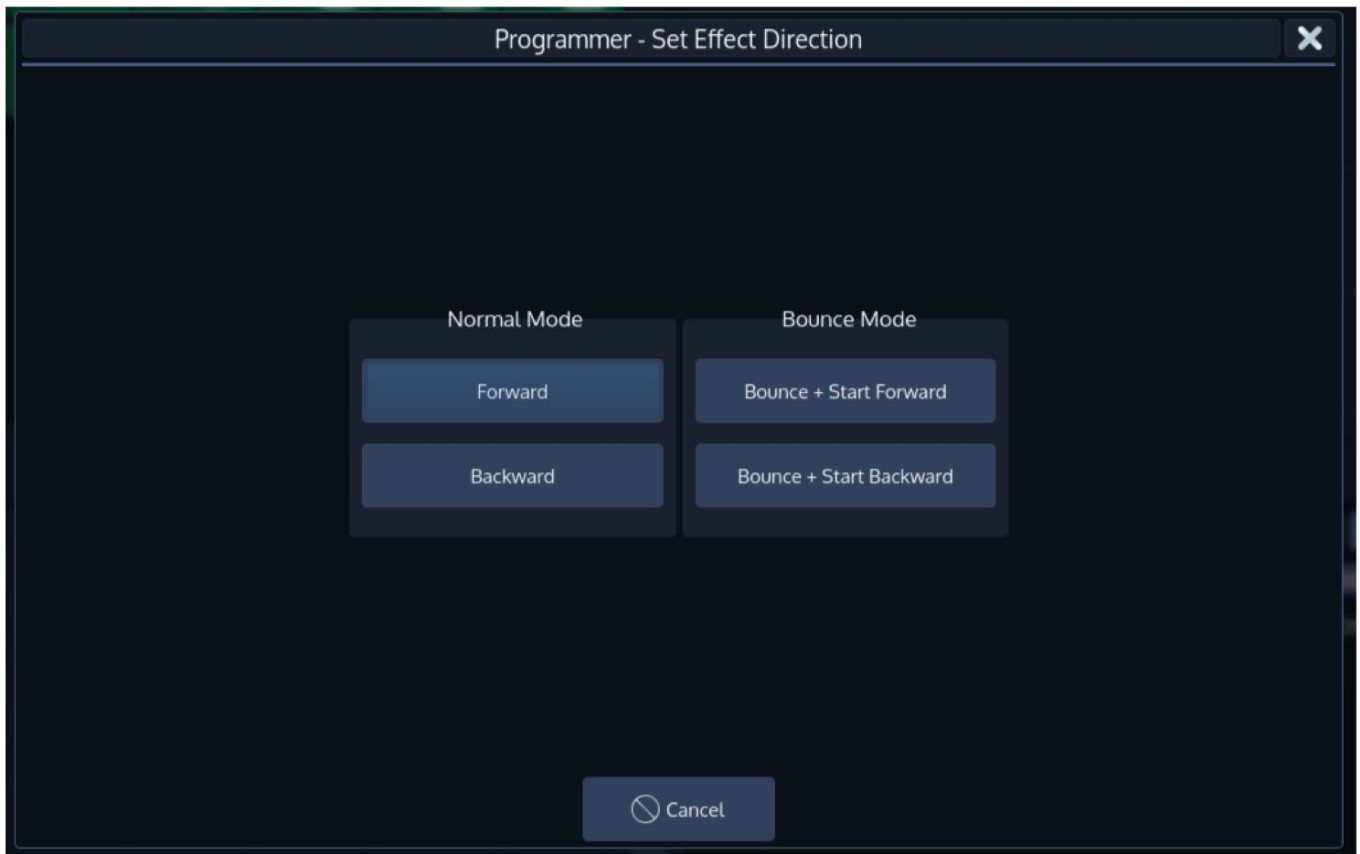 Programmer - Set Effect Direction
Normal Mode
Forward
Backward
Bounce Mode
Bounce + Start Forward
Bounce + Start Backward
Cancel